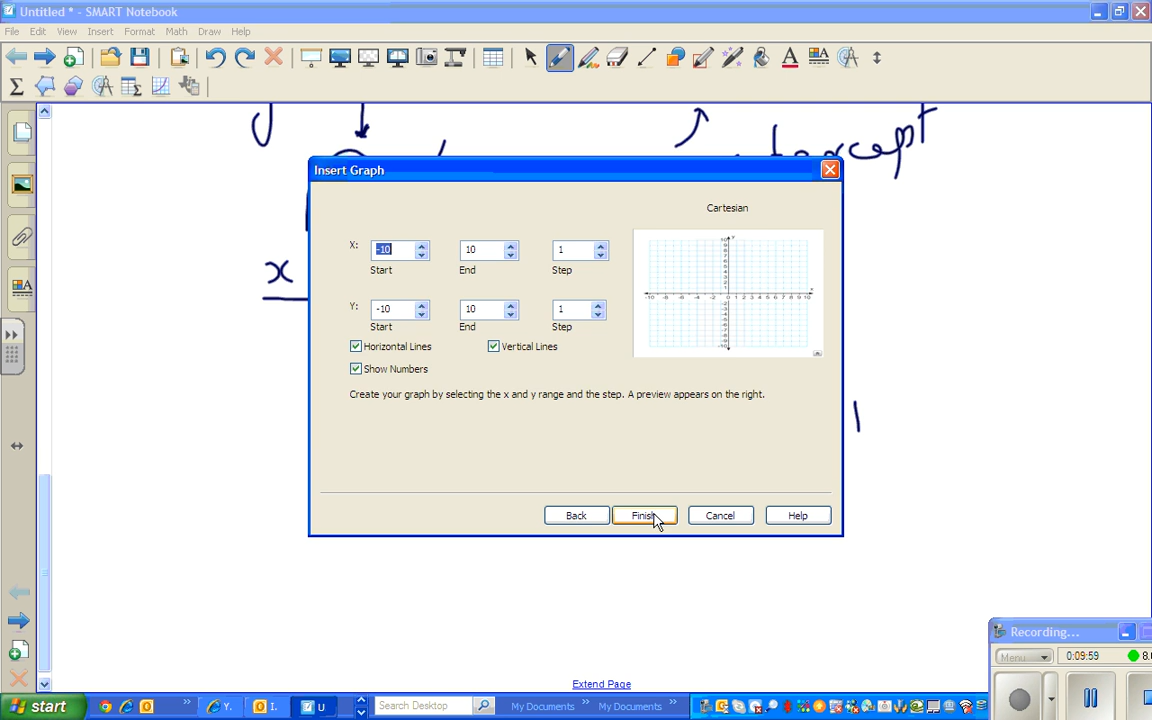 Untitled * - SMART Notebook
File Edit View Insert Format Math Draw Help
y
intercept
Insert Graph
Cartesian
X: -10 10 1
Start End Step
Y: -10 10 1
Start End Step
Horizontal Lines Vertical Lines
Show Numbers
Create your graph by selecting the x and y range and the step. A preview appears on the right.
x
1
Back Finish Cancel Help
Extend Page
Recording...
Menu 0:09:59 8.
start Y. I. U Search Desktop My Documents » My Documents »